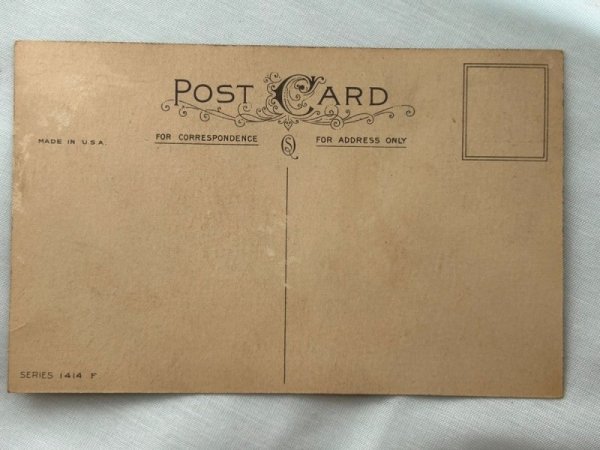 POST CARD
MADE IN U.S.A.
FOR CORRESPONDENCE
FOR ADDRESS ONLY
SERIES 1414 F